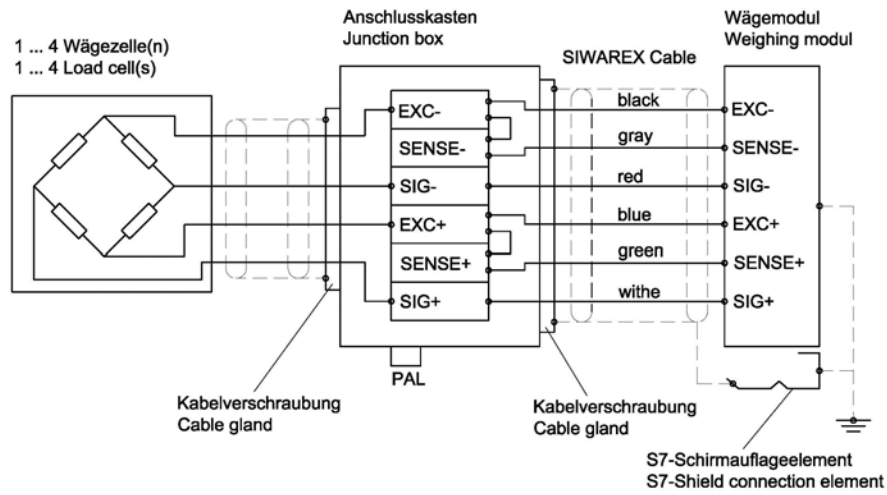 Anschlusskasten
Junction box
Wägemodul
Weighing modul
1 ... 4 Wägezelle(n)
1 ... 4 Load cell(s)
SIWAREX Cable
EXC-
black
EXC-
SENSE-
gray
SENSE-
SIG-
red
SIG-
EXC+
blue
EXC+
SENSE+
green
SENSE+
SIG+
withe
SIG+
PAL
Kabelverschraubung
Cable gland
Kabelverschraubung
Cable gland
S7-Schirmauflageelement
S7-Shield connection element